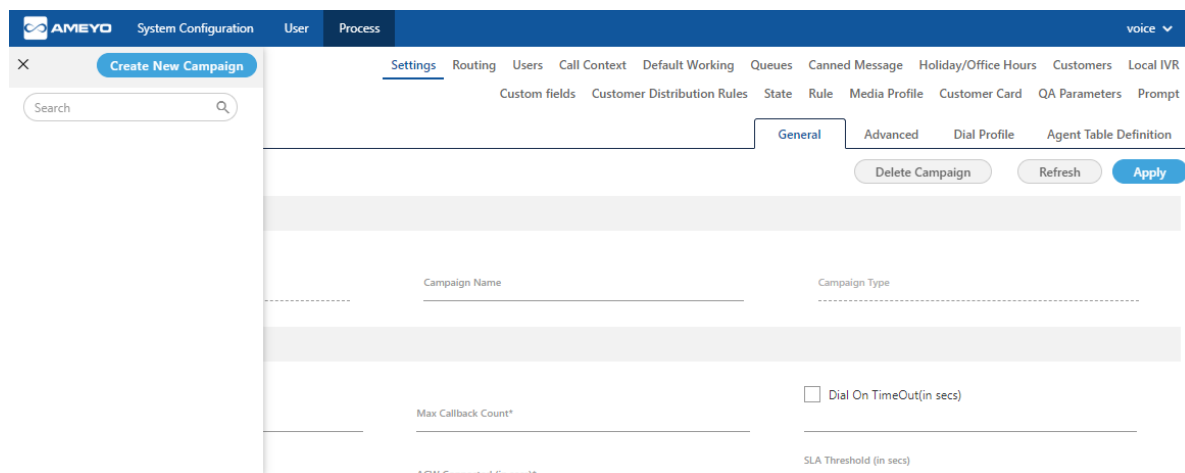 AMEYO System Configuration User Process voice
Create New Campaign
Search
Settings Routing Users Call Context Default Working Queues Canned Message Holiday/Office Hours Customers Local IVR
Custom fields Customer Distribution Rules State Rule Media Profile Customer Card QA Parameters Prompt
General Advanced Dial Profile Agent Table Definition
Delete Campaign Refresh Apply
Campaign Name Campaign Type
Dial On TimeOut(in secs)
Max Callback Count*
SLA Threshold (in secs)